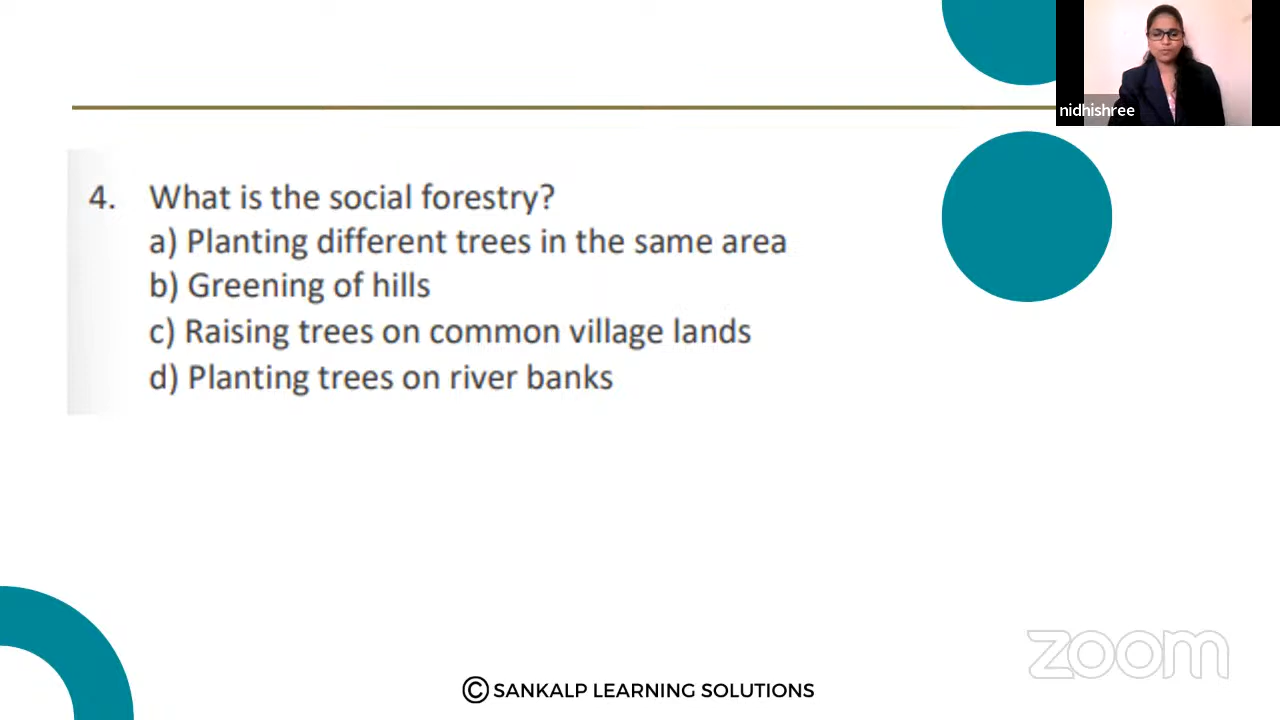 nidhishree
4. What is the social forestry?
a) Planting different trees in the same area
b) Greening of hills
c) Raising trees on common village lands
d) Planting trees on river banks
zoom
© SANKALP LEARNING SOLUTIONS